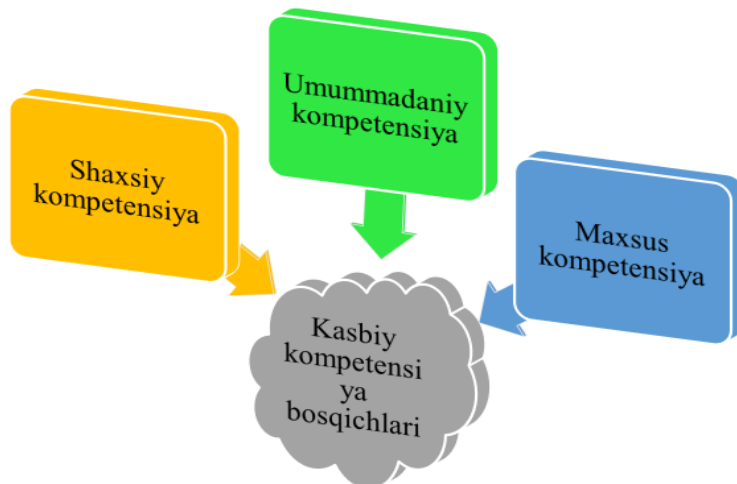 Shaxsiy
kompetensiya
Umummadaniy
kompetensiya
Maxsus
kompetensiya
Kasbiy
kompetensi
ya
bosqichlari